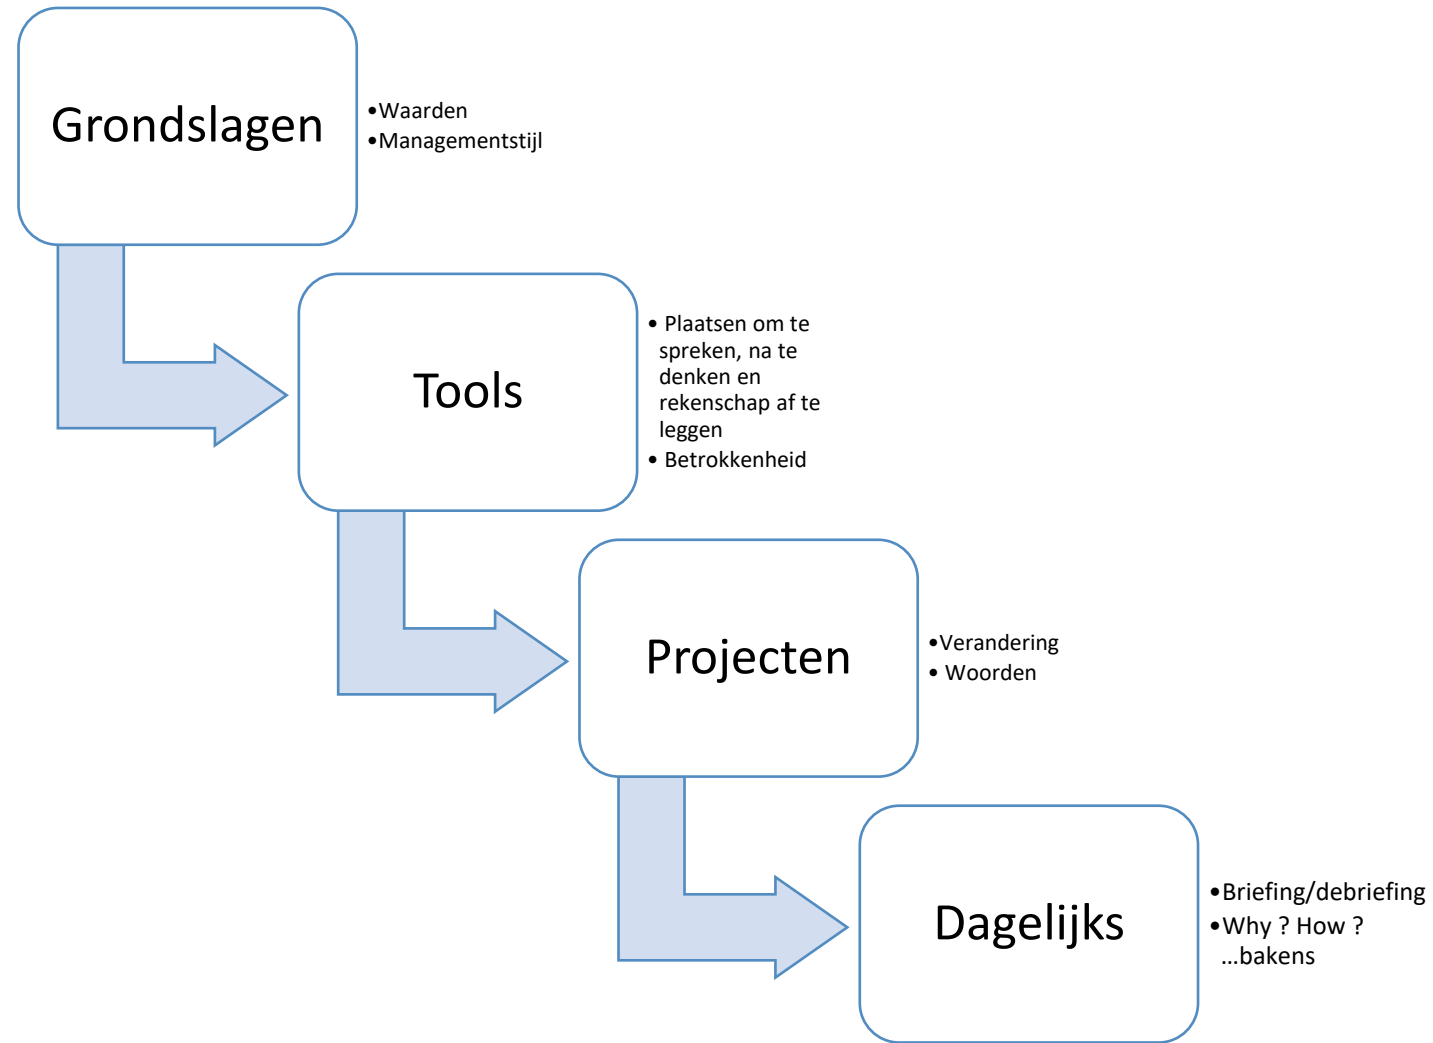 Grondslagen
•Waarden
•Managementstijl
Tools
• Plaatsen om te
spreken, na te
denken en
rekenschap af te
leggen
• Betrokkenheid
Projecten
•Verandering
• Woorden
Dagelijks
•Briefing/debriefing
•Why ? How ?
...bakens